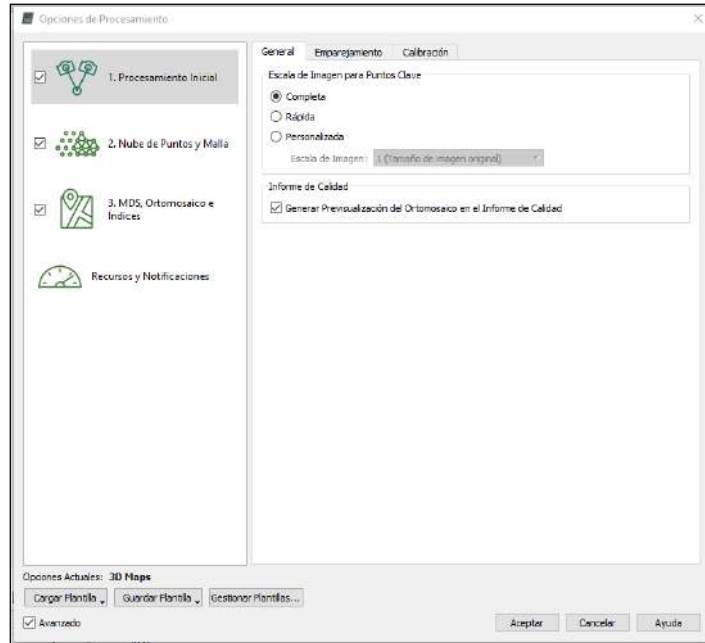 Opciones de Procesamiento
1. Procesamiento Inicial
2. Nube de Puntos y Malla
3. MDS, Ortomosaico e
Indices
Recursos y Notificaciones
General Emparejamiento Calibración
Escala de Imagen para Puntos Clave
Completa
Rápida
Personalizada
Escala de Imagen: 1 (Tamaño de imagen original)
Informe de Calidad
Generar Previsualización del Ortomosaico en el Informe de Calidad
Opciones Actuales: 3D Maps
Cargar Plantilla Guardar Plantilla Gestionar Plantillas...
Avanzado
Aceptar Cancelar Ayuda